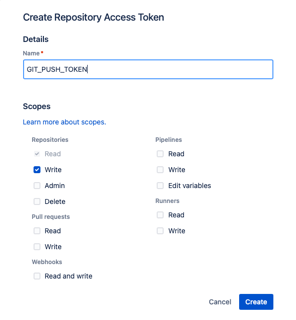 Create Repository Access Token
Details
Name*
GIT_PUSH_TOKEN
Scopes
Learn more about scopes.
Repositories
Read
Write
Admin
Delete
Pull requests
Read
Write
Webhooks
Read and write
Pipelines
Read
Write
Edit variables
Runners
Read
Write
Cancel
Create